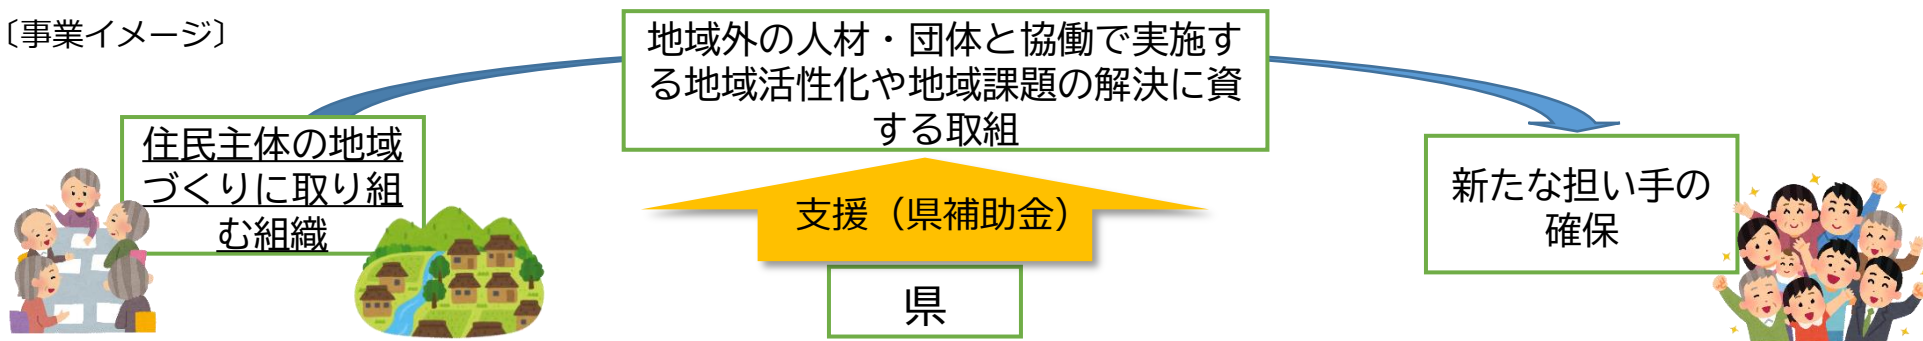 〔事業イメージ〕
地域外の人材・団体と協働で実施す
る地域活性化や地域課題の解決に資
する取組
住民主体の地域
づくりに取り組
む組織
支援（県補助金）
県
新たな担い手の
確保